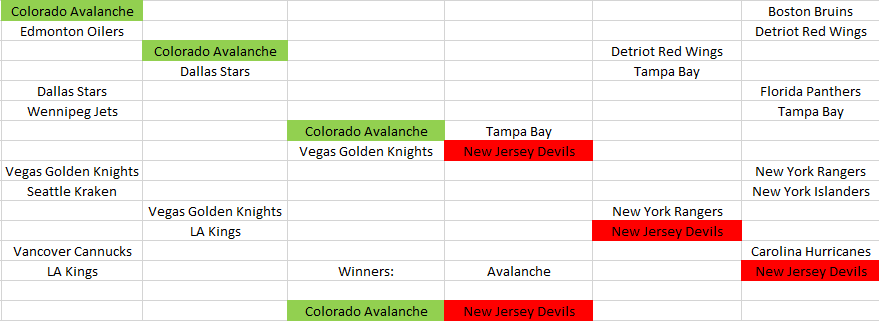 Colorado Avalanche Boston Bruins
Edmonton Oilers Detriot Red Wings
Colorado Avalanche Detriot Red Wings
Dallas Stars Tampa Bay
Dallas Stars Florida Panthers
Wennipeg Jets Tampa Bay
Colorado Avalanche Tampa Bay
Vegas Golden Knights New Jersey Devils
Vegas Golden Knights New York Rangers
Seattle Kraken New York Islanders
Vegas Golden Knights New York Rangers
LA Kings New Jersey Devils
Vancover Cannucks Carolina Hurricanes
LA Kings Winners: Avalanche New Jersey Devils
Colorado Avalanche New Jersey Devils